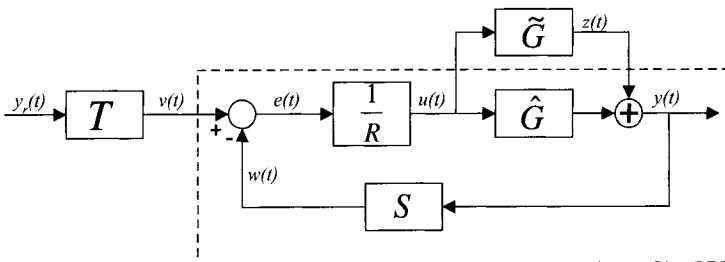 G̃ z(t)
y_r(t) T v(t) e(t) 1/R u(t) Ĝ y(t)
+ - +
w(t)
S